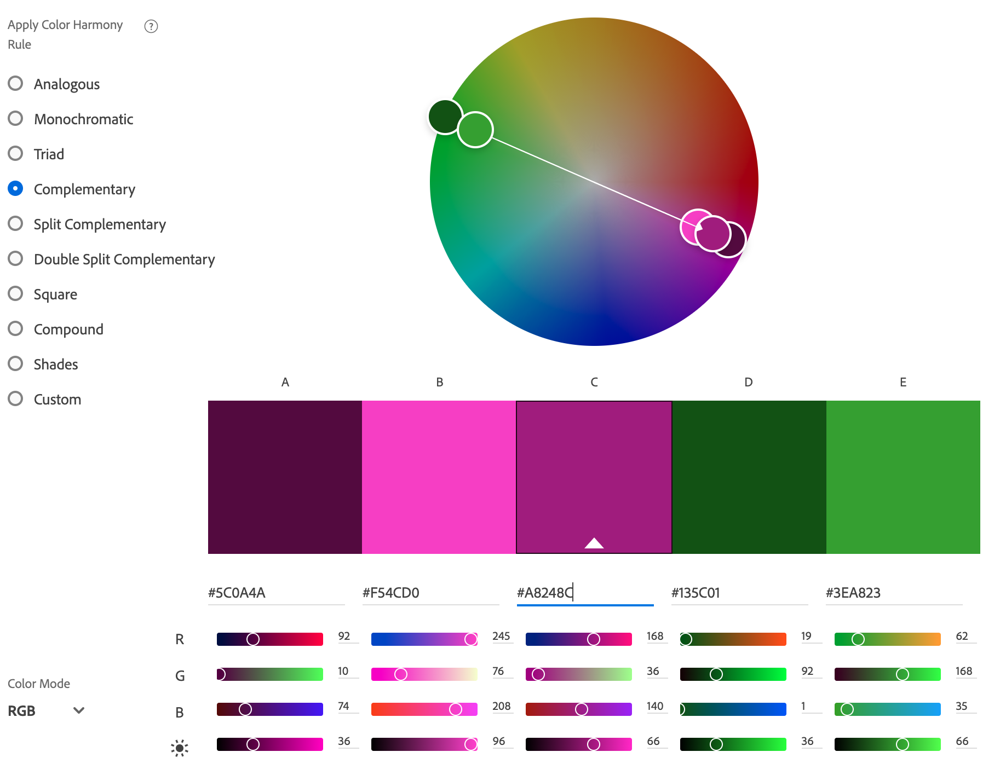 Apply Color Harmony ?
Rule
Analogous
Monochromatic
Triad
Complementary
Split Complementary
Double Split Complementary
Square
Compound
Shades
Custom
A B C D E
#5C0A4A #F54CD0 #A8248C #135C01 #3EA823
R 92 245 168 19 62
G 10 76 36 92 168
B 74 208 140 1 35
36 96 66 36 66
Color Mode
RGB